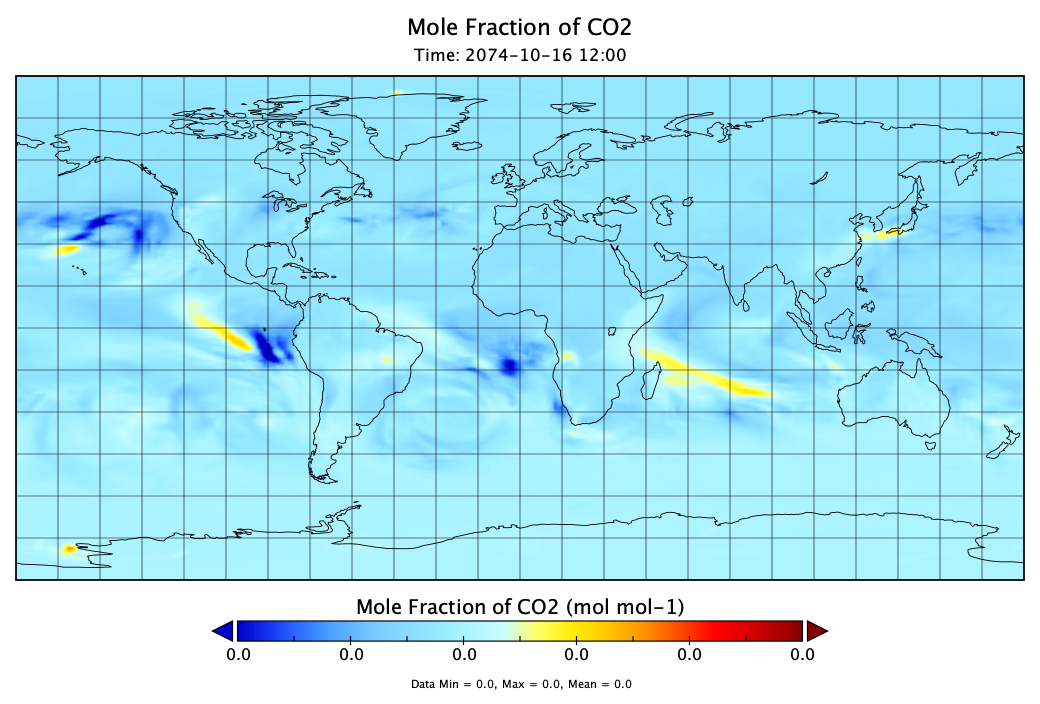 Mole Fraction of CO2
Time: 2074-10-16 12:00
Mole Fraction of CO2 (mol mol-1)
0.0 0.0 0.0 0.0 0.0 0.0
Data Min = 0.0, Max = 0.0, Mean = 0.0